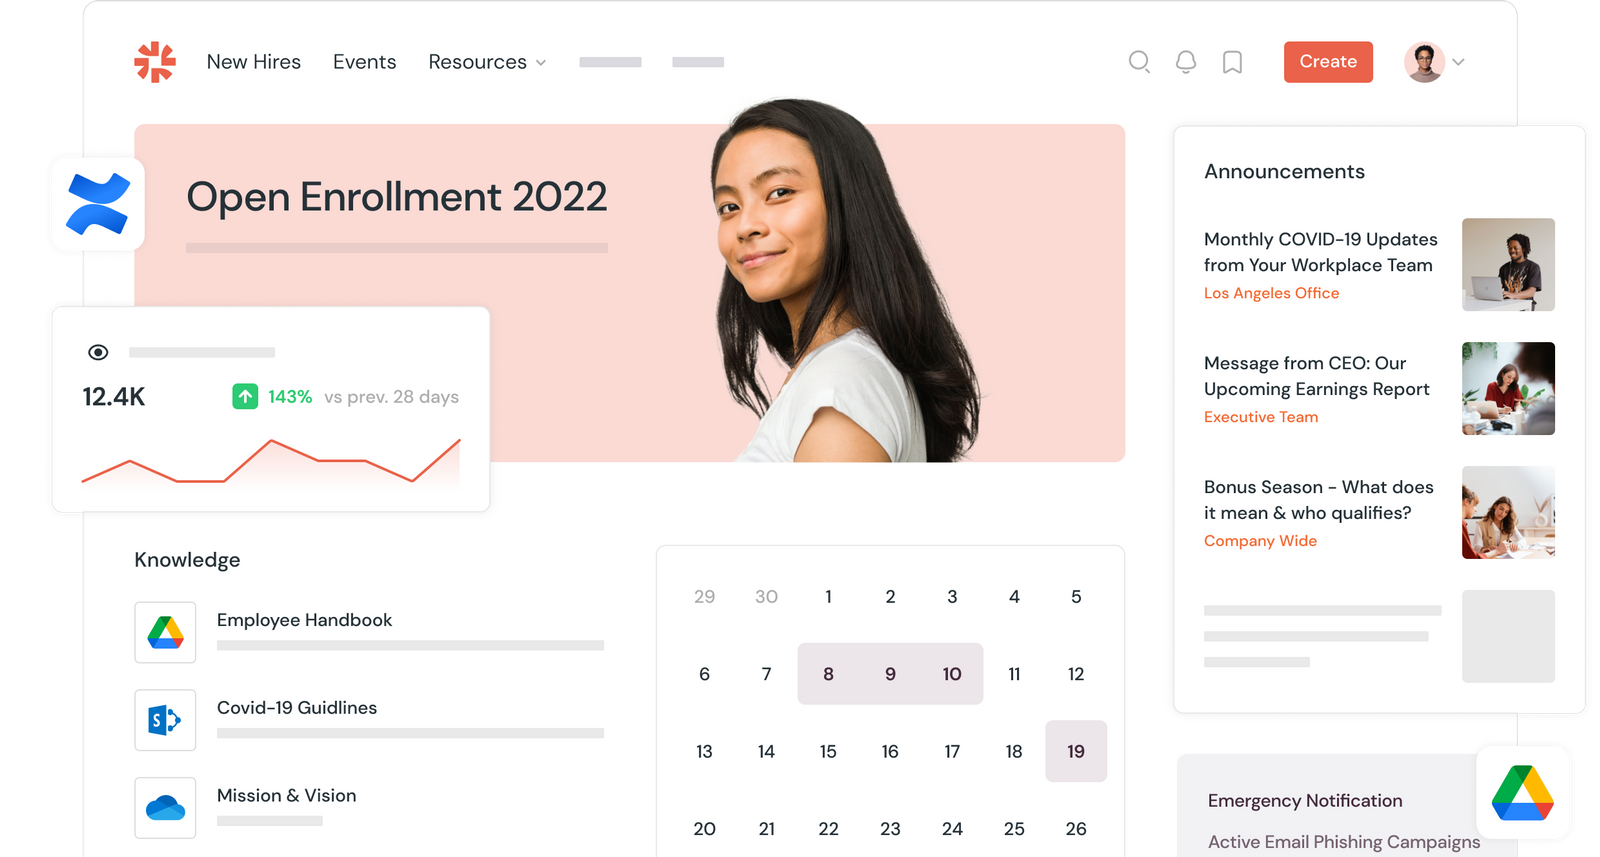 New Hires
Events
Resources
Create
Open Enrollment 2022
12.4K
143% vs prev. 28 days
Knowledge
Employee Handbook
S
Covid-19 Guidlines
Mission & Vision
29 30 1 2 3 4 5
6 7 8 9 10 11 12
13 14 15 16 17 18 19
20 21 22 23 24 25 26
Announcements
Monthly COVID-19 Updates
from Your Workplace Team
Los Angeles Office
Message from CEO: Our
Upcoming Earnings Report
Executive Team
Bonus Season - What does
it mean & who qualifies?
Company Wide
Emergency Notification
Active Email Phishing Campaigns